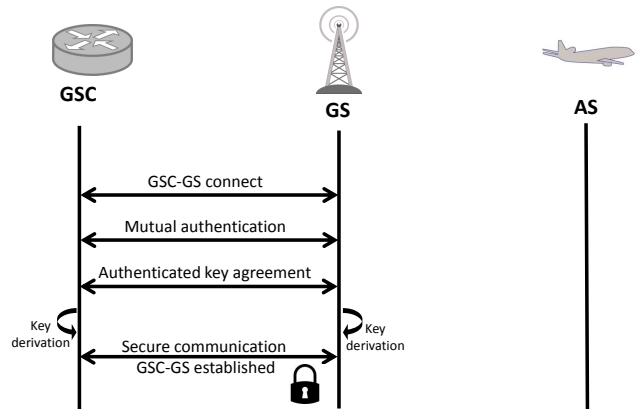 GSC
GS
AS
GSC-GS connect
Mutual authentication
Authenticated key agreement
Key
derivation
Key
derivation
Secure communication
GSC-GS established